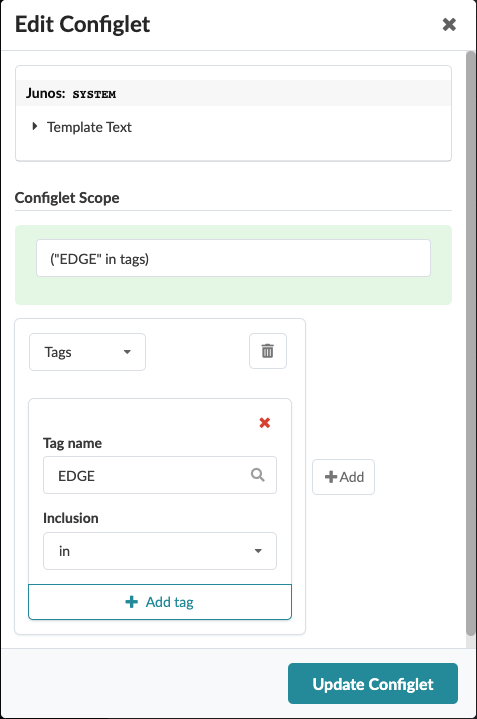 Edit Configlet
Junos: SYSTEM
Template Text
Configlet Scope
("EDGE" in tags)
Tags
Tag name
EDGE
Add
Inclusion
in
Add tag
Update Configlet